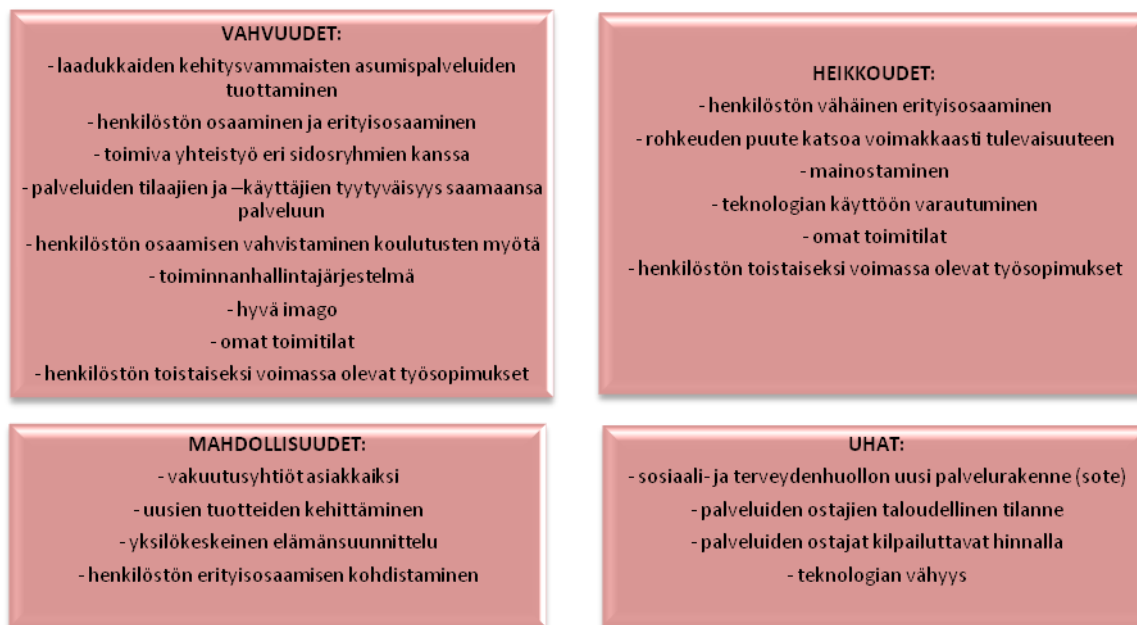 VAHVUUDET:
- laadukkaiden kehitysvammaisten asumispalveluiden
tuottaminen
- henkilöstön osaaminen ja erityisosaaminen
- toimiva yhteistyö eri sidosryhmien kanssa
- palveluiden tilaajien ja –käyttäjien tyytyväisyys saamaansa
palveluun
- henkilöstön osaamisen vahvistaminen koulutusten myötä
- toiminnanhallintajärjestelmä
- hyvä imago
- omat toimitilat
- henkilöstön toistaiseksi voimassa olevat työsopimukset
HEIKKOUDET:
- henkilöstön vähäinen erityisosaaminen
- rohkeuden puute katsoa voimakkaasti tulevaisuuteen
- mainostaminen
- teknologian käyttöön varautuminen
- omat toimitilat
- henkilöstön toistaiseksi voimassa olevat työsopimukset
MAHDOLLISUUDET:
- vakuutusyhtiöt asiakkaiksi
- uusien tuotteiden kehittäminen
- yksilökeskeinen elämänsuunnittelu
- henkilöstön erityisosaamisen kohdistaminen
UHAT:
- sosiaali- ja terveydenhuollon uusi palvelurakenne (sote)
- palveluiden ostajien taloudellinen tilanne
- palveluiden ostajat kilpailuttavat hinnalla
- teknologian vähyys